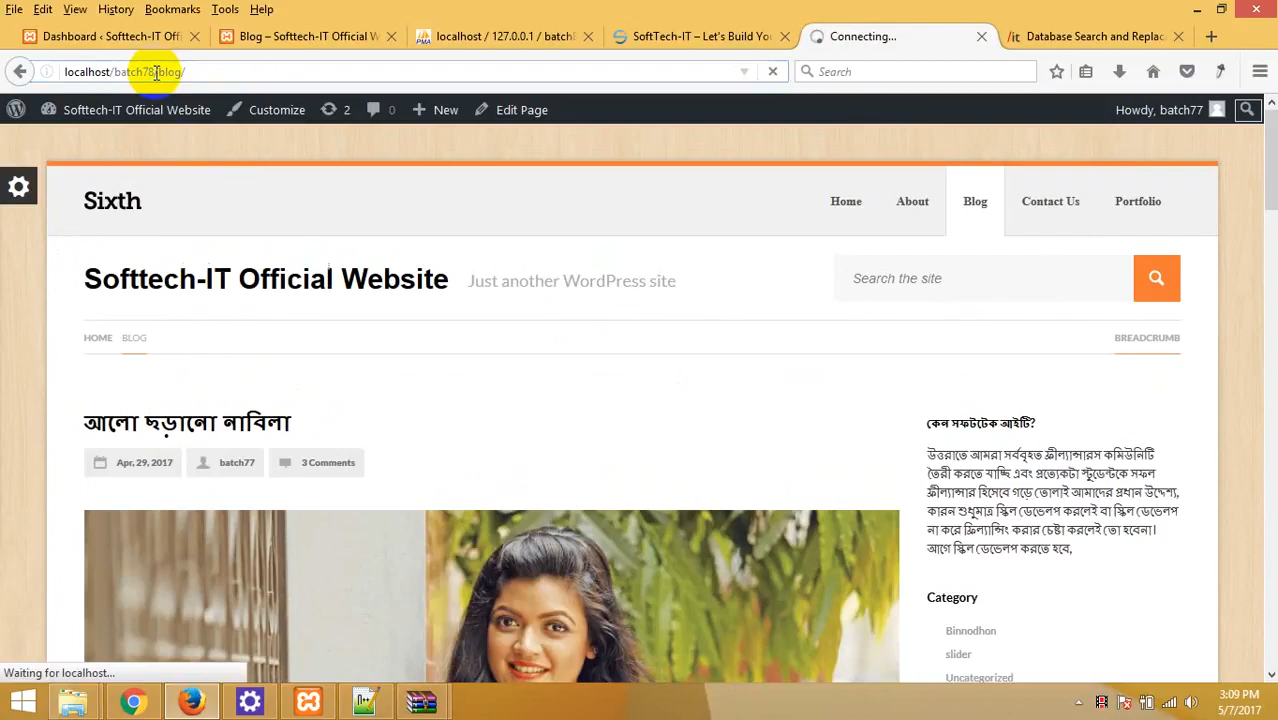 File Edit View History Bookmarks Tools Help
Dashboard ‹ Softtech-IT Offi
Blog – Softtech-IT Official W
localhost / 127.0.0.1 / batch
SoftTech-IT – Let's Build Yo
Connecting...
Database Search and Replac
localhost/batch78/blog/
Search
Softtech-IT Official Website Customize 2 0 New Edit Page Howdy, batch77
Sixth
Home About Blog Contact Us Portfolio
Softtech-IT Official Website Just another WordPress site
Search the site
HOME BLOG BREADCRUMB
আলো ছড়ানো নাবিলা
Apr, 29, 2017 batch77 3 Comments
কেন সফটটেক আইটি?
উত্তরাতে আমরা সর্ববৃহত ফ্রীল্যান্সারস কমিউনিটি
তৈরী করতে যাচ্ছি এবং প্রত্যেকটা স্টুডেন্টকে সফল
ফ্রীল্যান্সার হিসেবে গড়ে তোলাই আমাদের প্রধান উদ্দেশ্য,
কারন শুধুমাত্র স্কিল ডেভেলপ করলেই বা স্কিল ডেভেলপ
না করে ফ্রিল্যান্সিং করার চেষ্টা করলেই তো হবেনা।
আগে স্কিল ডেভেলপ করতে হবে,
Category
Binnodhon
slider
Uncategorized
Waiting for localhost...
3:09 PM
5/7/2017